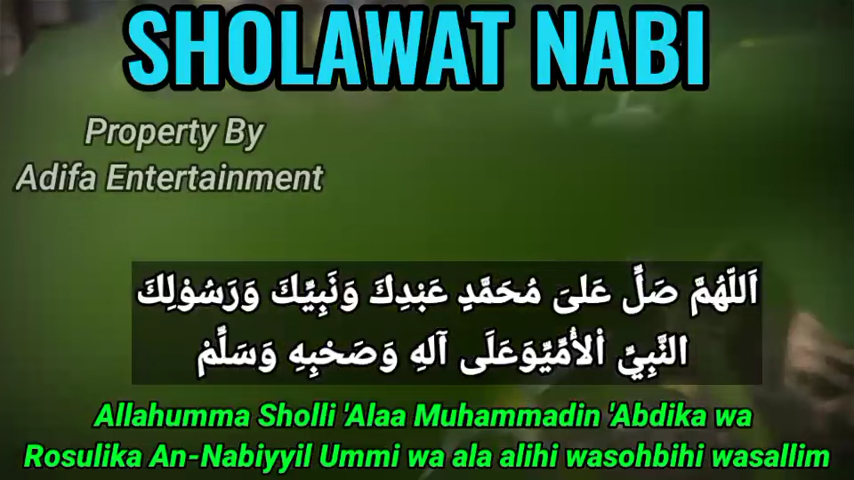 SHOLAWAT NABI
Property By
Adifa Entertainment
اَللّهُمَّ صَلِّ عَلىَ مُحَمَّدٍ عَبْدِكَ وَنَبِيِّكَ وَرَسُوْلِكَ
النَّبِيِّ اْلأُمِّيِّوَعَلَى آلهِ وَصَحْبِهِ وَسَلِّمْ
Allahumma Sholli 'Alaa Muhammadin 'Abdika wa
Rosulika An-Nabiyyil Ummi wa ala alihi wasohbihi wasallim